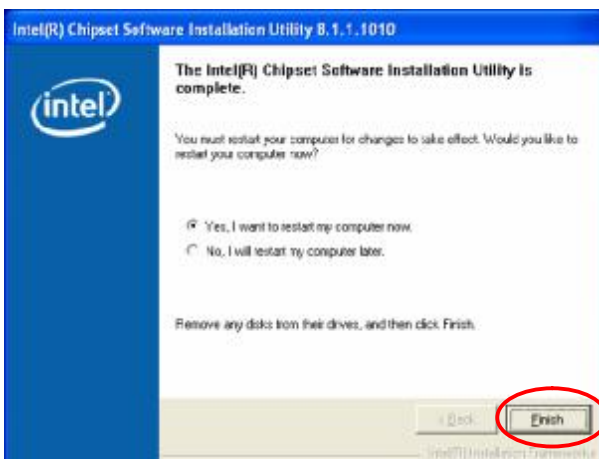 Intel(R) Chipset Software Installation Utility 8.1.1.1010
intel
The Intel(R) Chipset Software Installation Utility is
complete.
You must restart your computer for changes to take effect. Would you like to
restart your computer now?
Yes, I want to restart my computer now.
No, I will restart my computer later.
Remove any disks from their drives, and then click Finish.
< Back
Finish
Intel(R) Installation Frameworks